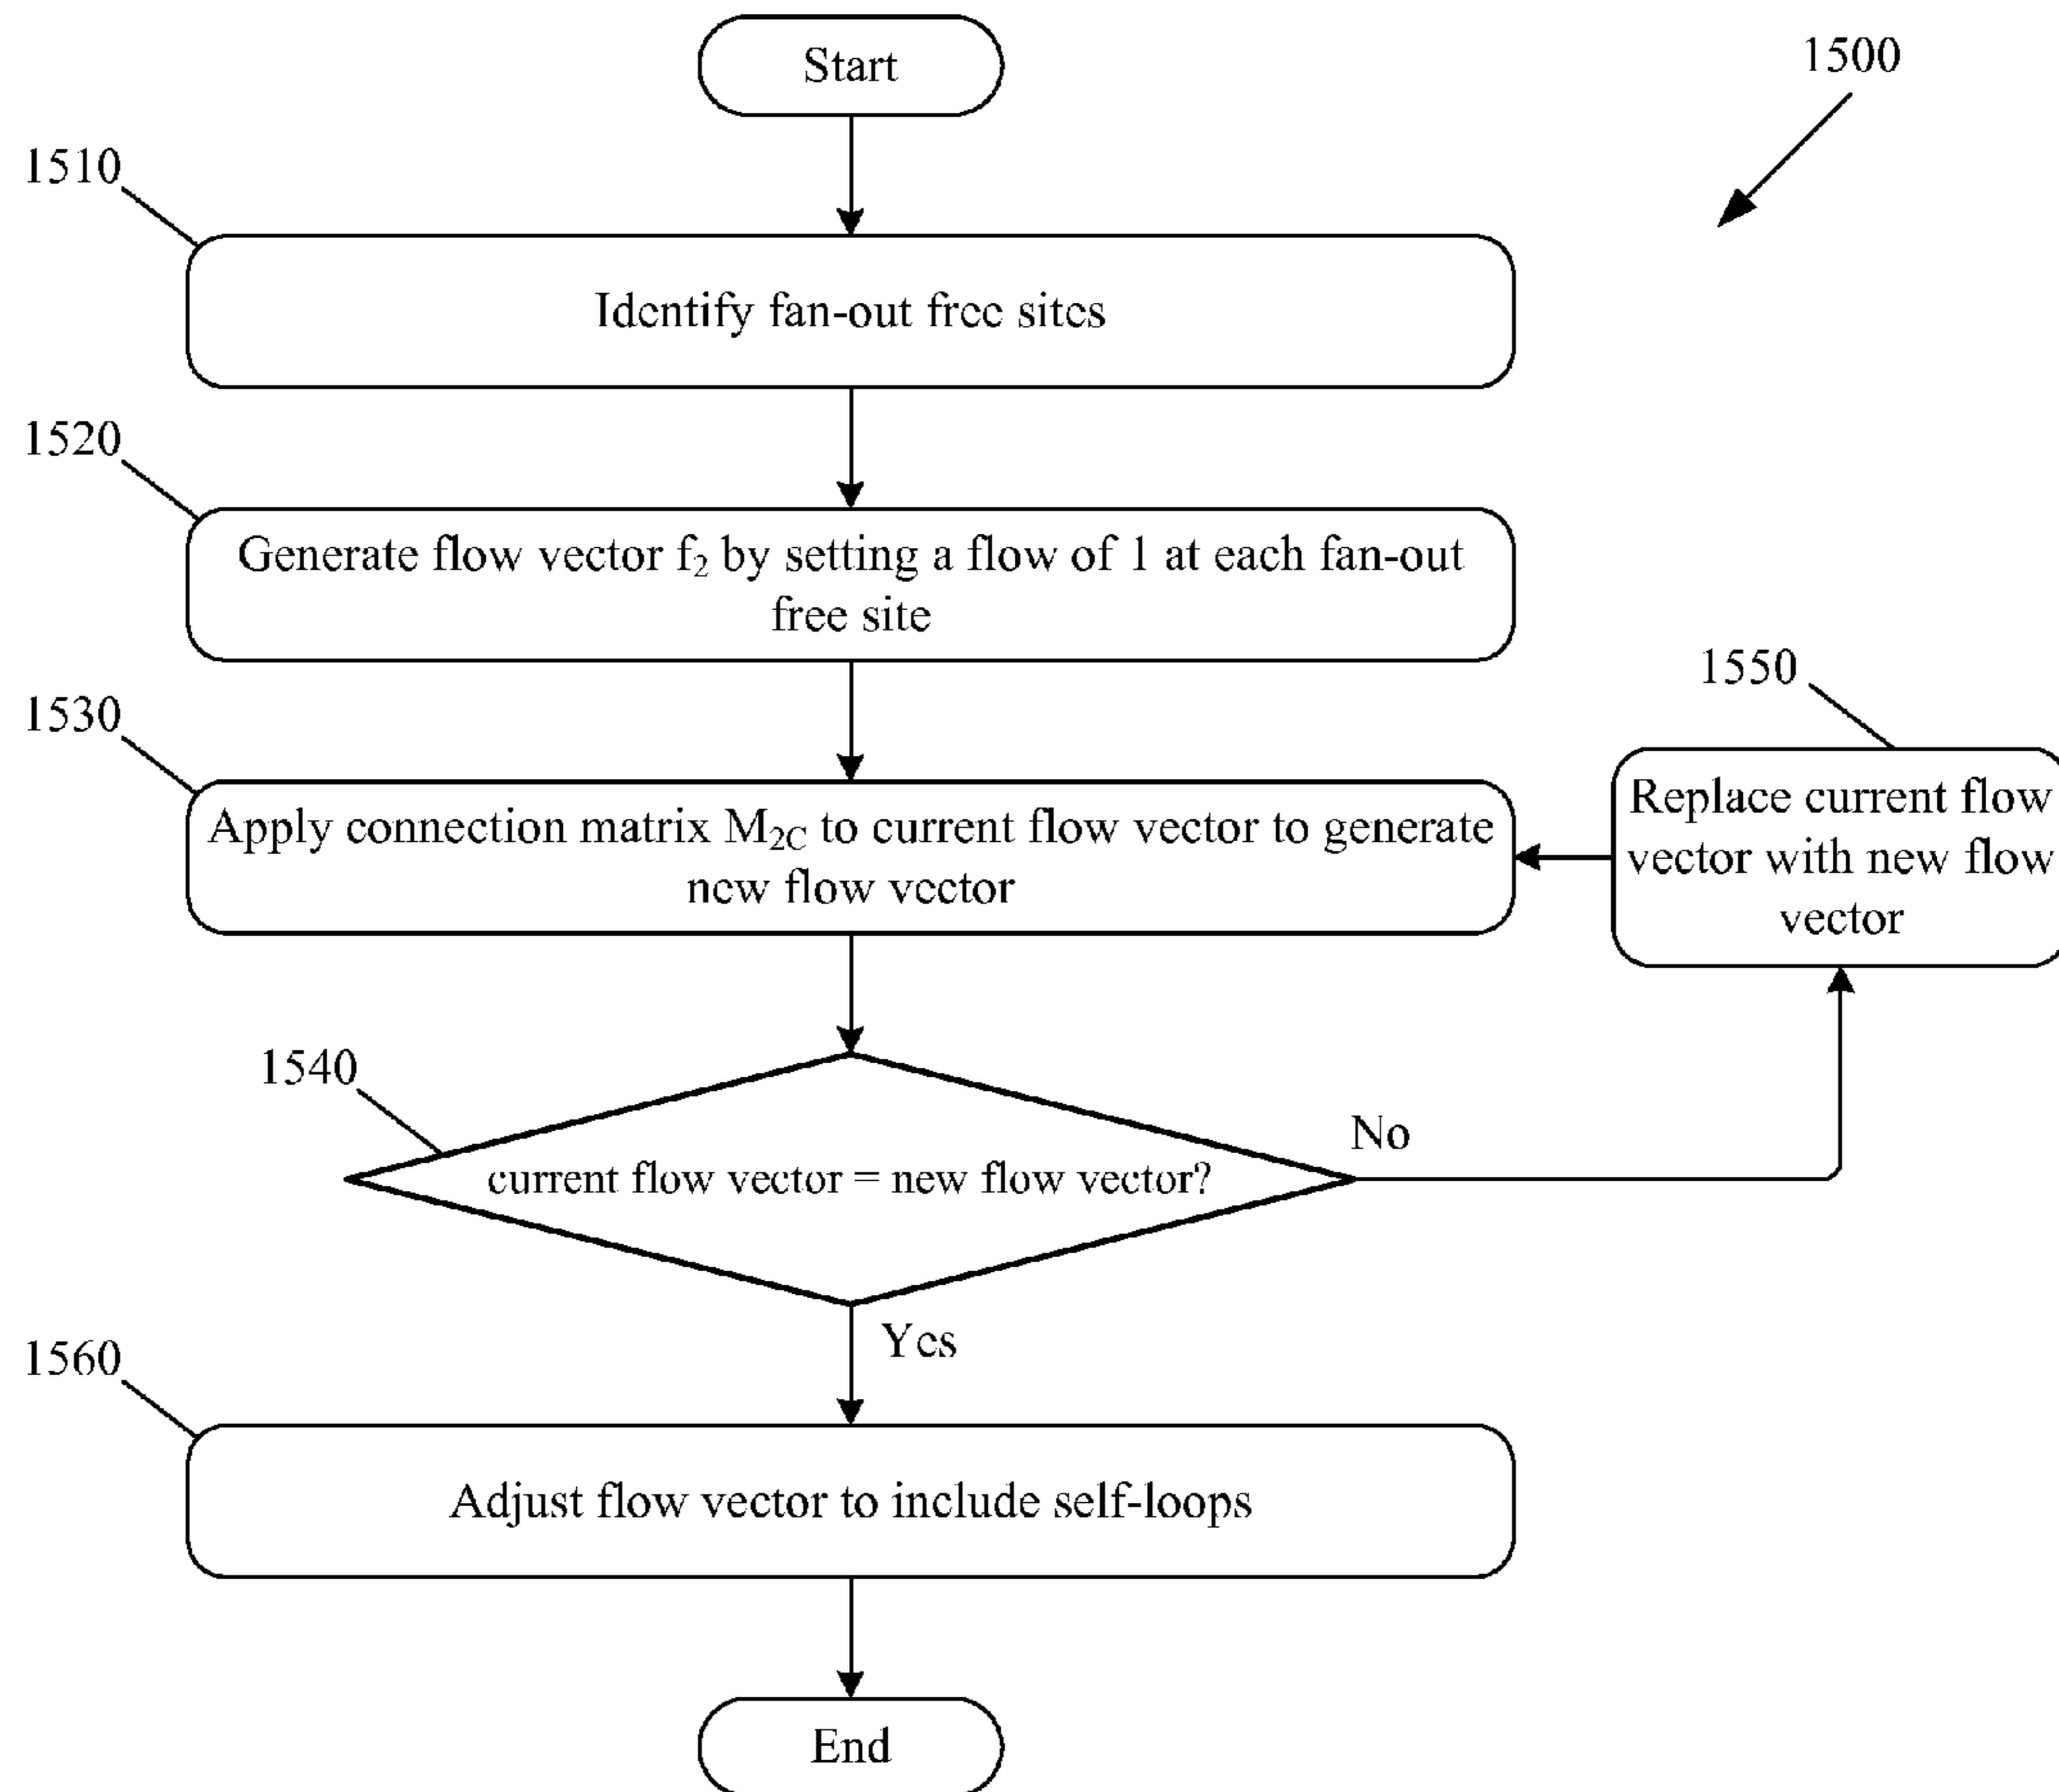 Start
1500
1510
Identify fan-out free sites
1520
Generate flow vector f₂ by setting a flow of 1 at each fan-out
free site
1530
Apply connection matrix M₂C to current flow vector to generate
new flow vector
1550
Replace current flow
vector with new flow
vector
1540
current flow vector = new flow vector?
No
Yes
1560
Adjust flow vector to include self-loops
End